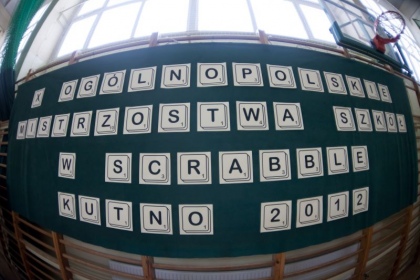 X OGÓLNOPOLSKIE
MISTRZOSTWA SZKÓŁ
W SCRABBLE
KUTNO 2012